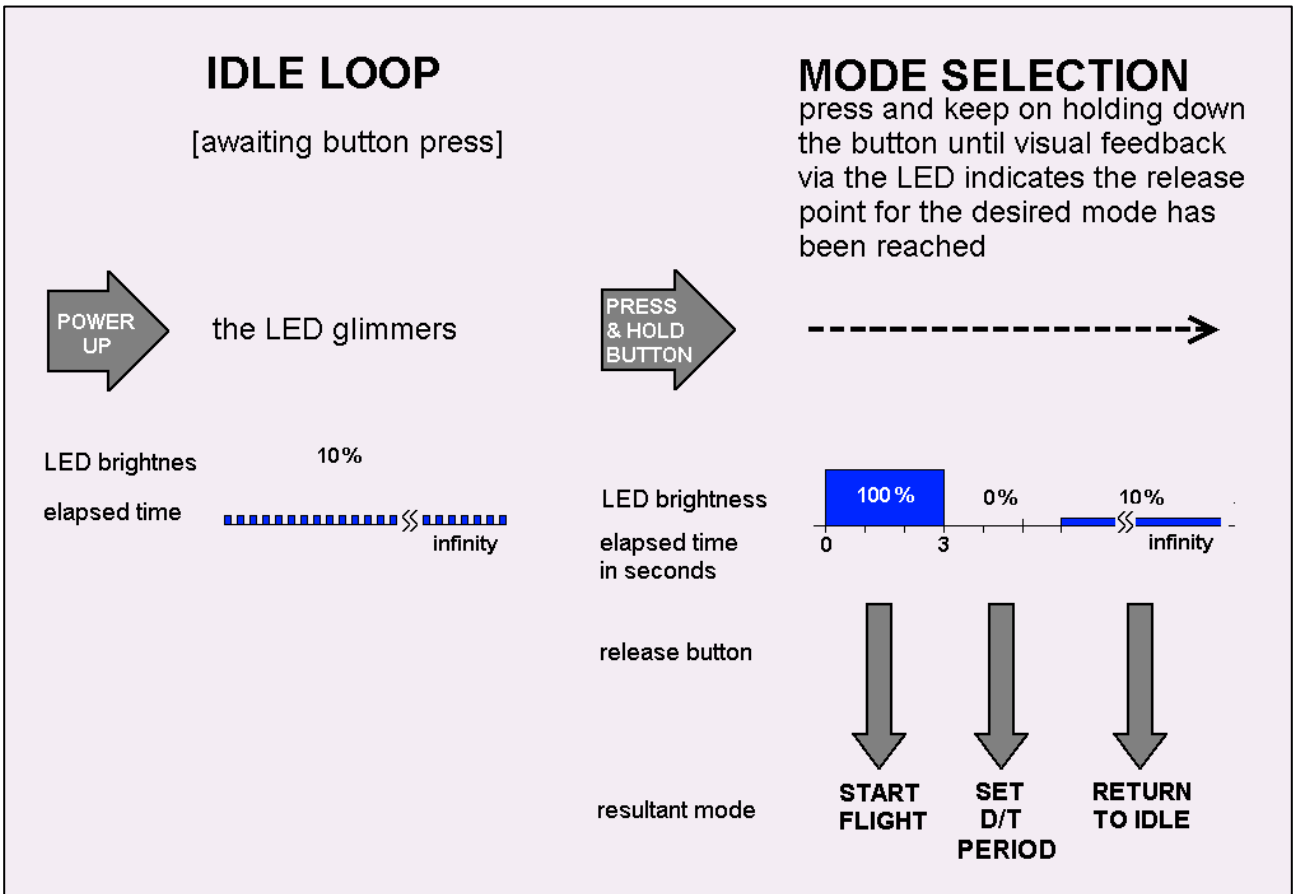 IDLE LOOP
[awaiting button press]
MODE SELECTION
press and keep on holding down
the button until visual feedback
via the LED indicates the release
point for the desired mode has
been reached
POWER
UP
the LED glimmers
PRESS
& HOLD
BUTTON
LED brightnes
10%
elapsed time
infinity
LED brightness
100%
0%
10%
elapsed time
in seconds
0
3
infinity
release button
resultant mode
START
FLIGHT
SET
D/T
PERIOD
RETURN
TO IDLE